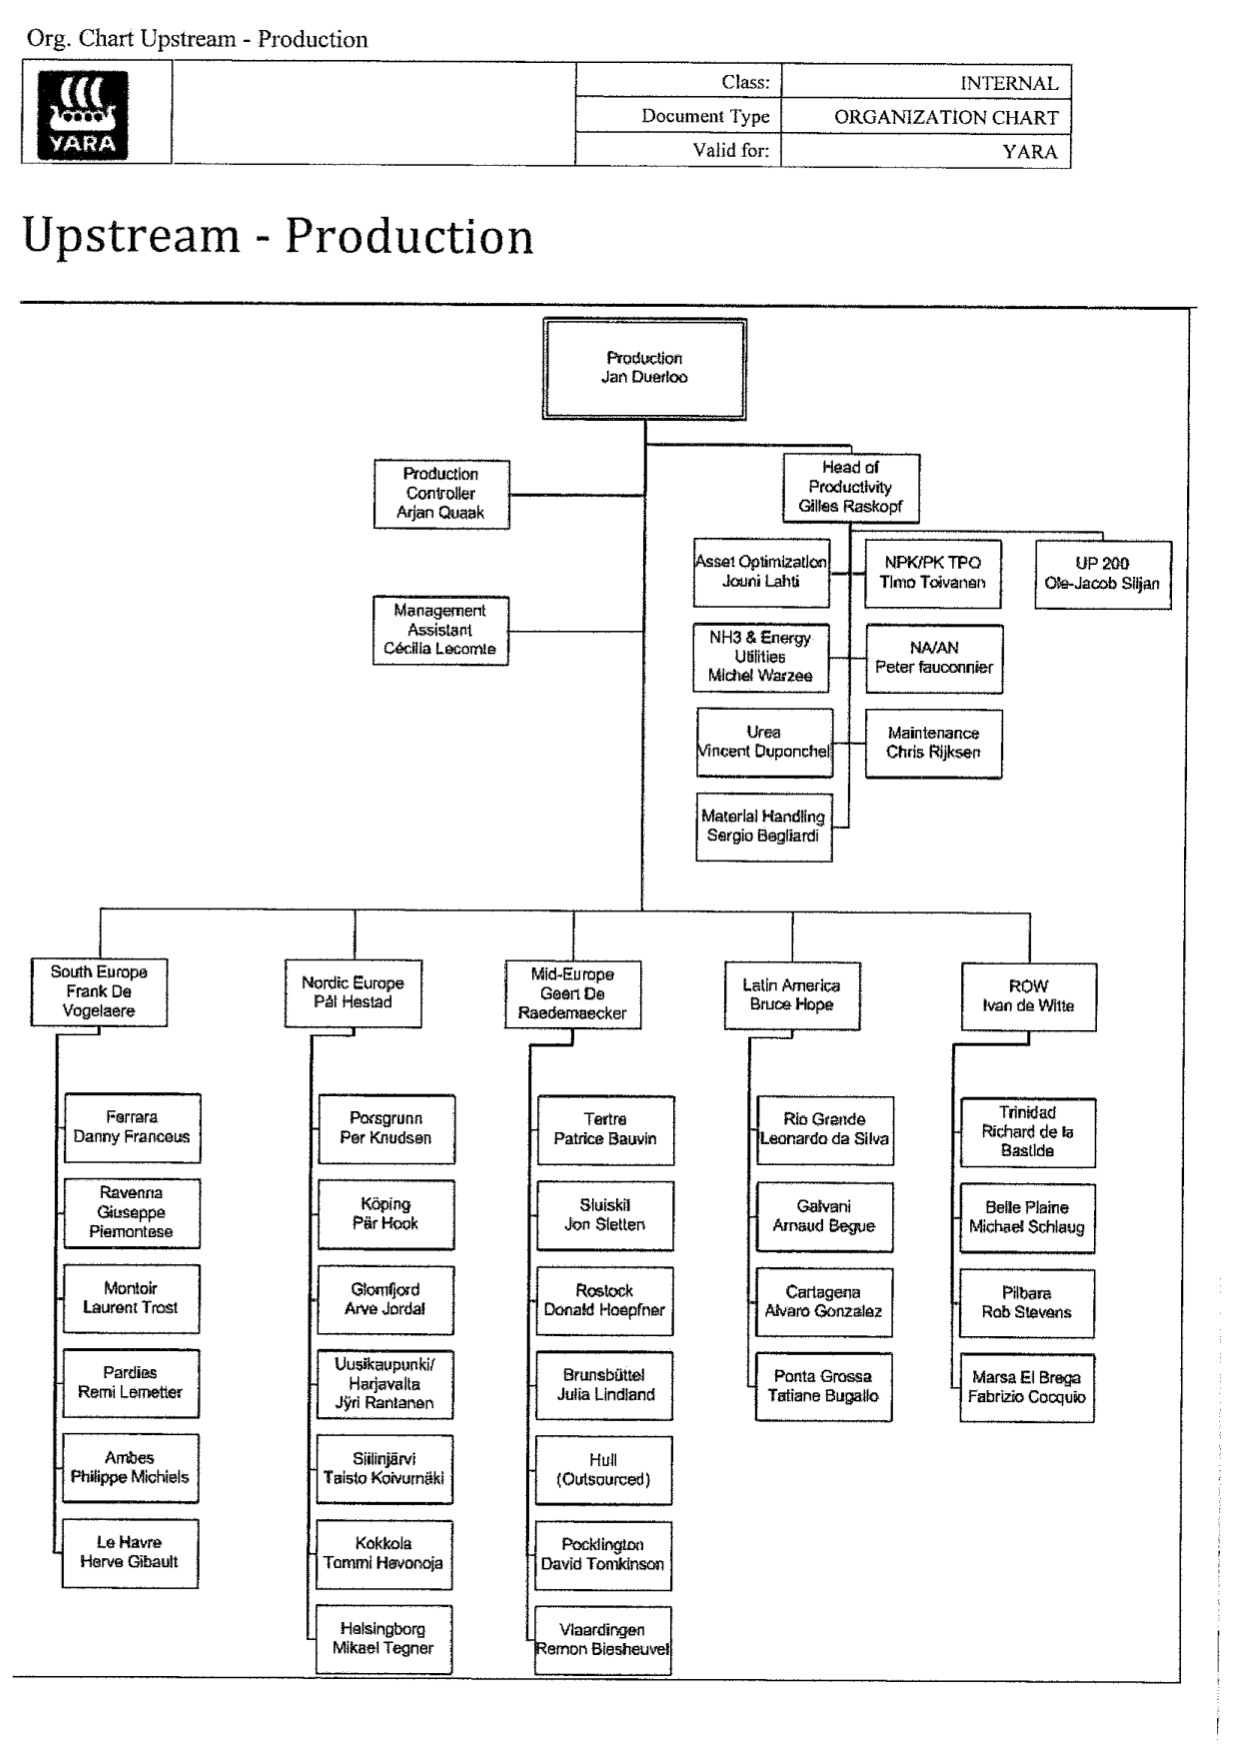 Org. Chart Upstream - Production
YARA
Class:
INTERNAL
Document Type
ORGANIZATION CHART
Valid for:
YARA
Upstream - Production
Production
Jan Duerloo
Production
Controller
Arjan Quaak
Head of
Productivity
Gilles Raskopf
Asset Optimization
Jouni Lahti
NPK/PK TPO
Timo Toivanen
UP 200
Ole-Jacob Siljan
Management
Assistant
Cécilia Lecomte
NH3 & Energy
Utilities
Michel Warzee
NA/AN
Peter fauconnier
Urea
Vincent Duponchel
Maintenance
Chris Rijksen
Material Handling
Sergio Begliardi
South Europe
Frank De
Vogelaere
Nordic Europe
Pål Hestad
Mid-Europe
Geert De
Raedemaecker
Latin America
Bruce Hope
ROW
Ivan de Witte
Ferrara
Danny Franceus
Porsgrunn
Per Knudsen
Tertre
Patrice Bauvin
Rio Grande
Leonardo da Silva
Trinidad
Richard de la
Bastide
Ravenna
Giuseppe
Piemontese
Köping
Pär Hook
Sluiskil
Jon Sletten
Galvani
Arnaud Begue
Belle Plaine
Michael Schlaug
Montoir
Laurent Trost
Glomfjord
Arve Jordal
Rostock
Donald Hoepfner
Cartagena
Alvaro Gonzalez
Pilbara
Rob Stevens
Pardies
Remi Lemetter
Uusikaupunki/
Harjavalta
Jÿri Rantanen
Brunsbüttel
Julia Lindland
Ponta Grossa
Tatiane Bugallo
Marsa El Brega
Fabrizio Cocquio
Ambes
Philippe Michiels
Siilinjärvi
Taisto Koivumäki
Hull
(Outsourced)
Le Havre
Herve Gibault
Kokkola
Tommi Hevonoja
Pocklington
David Tomkinson
Helsingborg
Mikael Tegner
Vlaardingen
Remon Biesheuvel